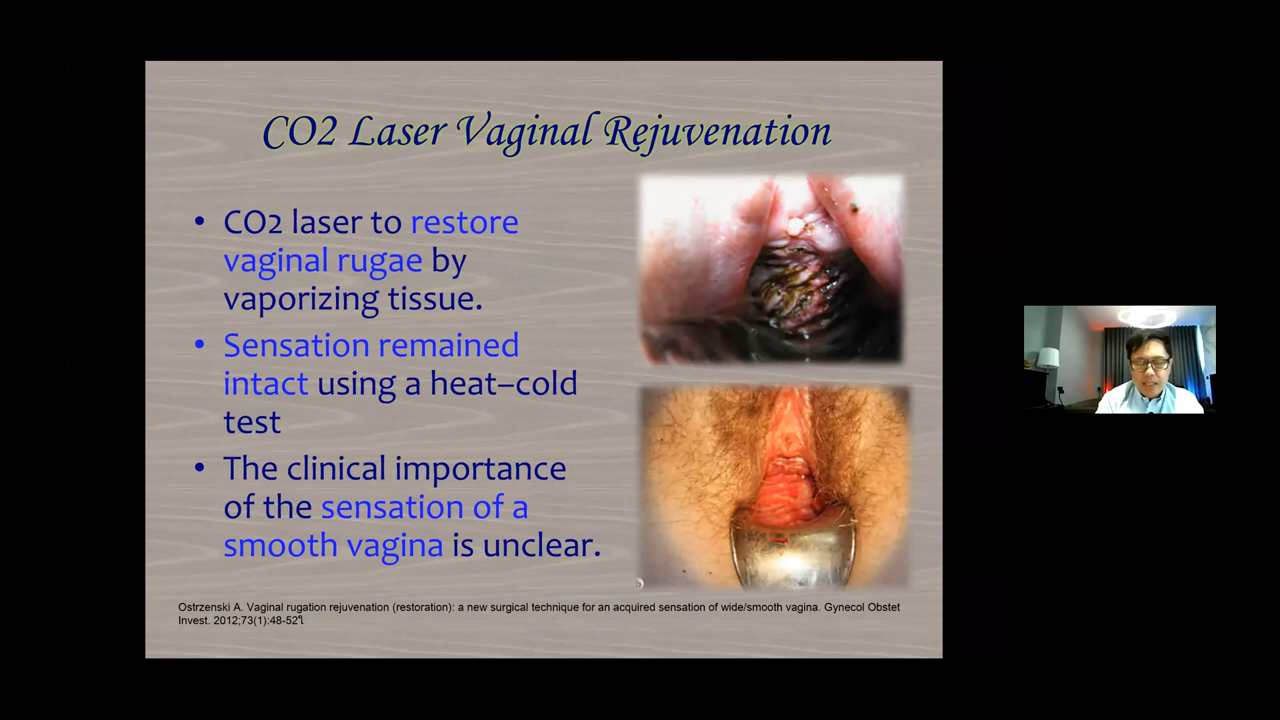 CO2 Laser Vaginal Rejuvenation
• CO2 laser to restore
vaginal rugae by
vaporizing tissue.
• Sensation remained
intact using a heat–cold
test
• The clinical importance
of the sensation of a
smooth vagina is unclear.
b
Ostrzenski A. Vaginal rugation rejuvenation (restoration): a new surgical technique for an acquired sensation of wide/smooth vagina. Gynecol Obstet
Invest. 2012;73(1):48-52